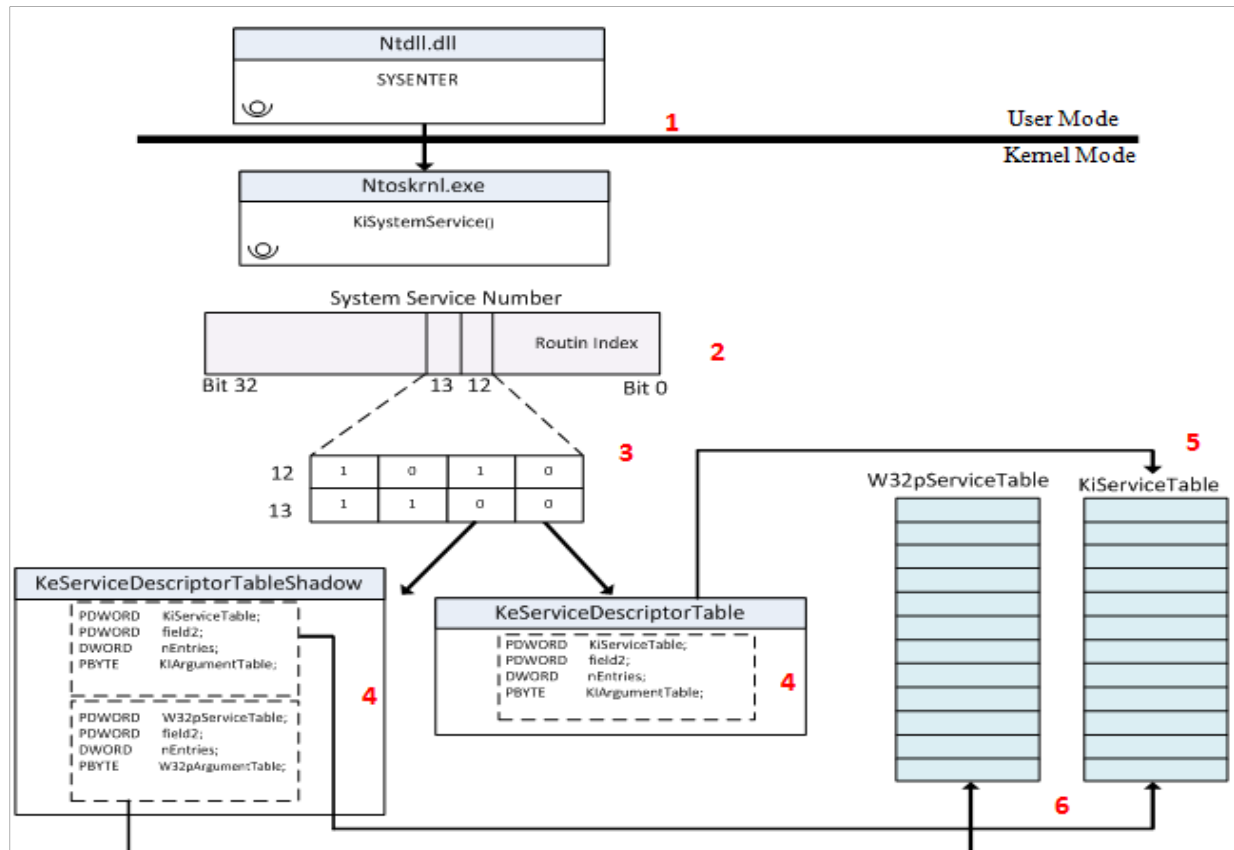 Ntdll.dll
SYSENTER
1
User Mode
Kernel Mode
Ntoskrnl.exe
KiSystemService()
System Service Number
Routin Index
2
Bit 32
13
12
Bit 0
3
12
1 0 1 0
13
1 1 0 0
5
W32pServiceTable
KiServiceTable
KeServiceDescriptorTableShadow
PDWORD KiServiceTable;
PDWORD field2;
DWORD nEntries;
PBYTE KIArgumentTable;
4
PDWORD W32pServiceTable;
PDWORD field2;
DWORD nEntries;
PBYTE W32pArgumentTable;
KeServiceDescriptorTable
PDWORD KiServiceTable;
PDWORD field2;
DWORD nEntries;
PBYTE KIArgumentTable;
4
6